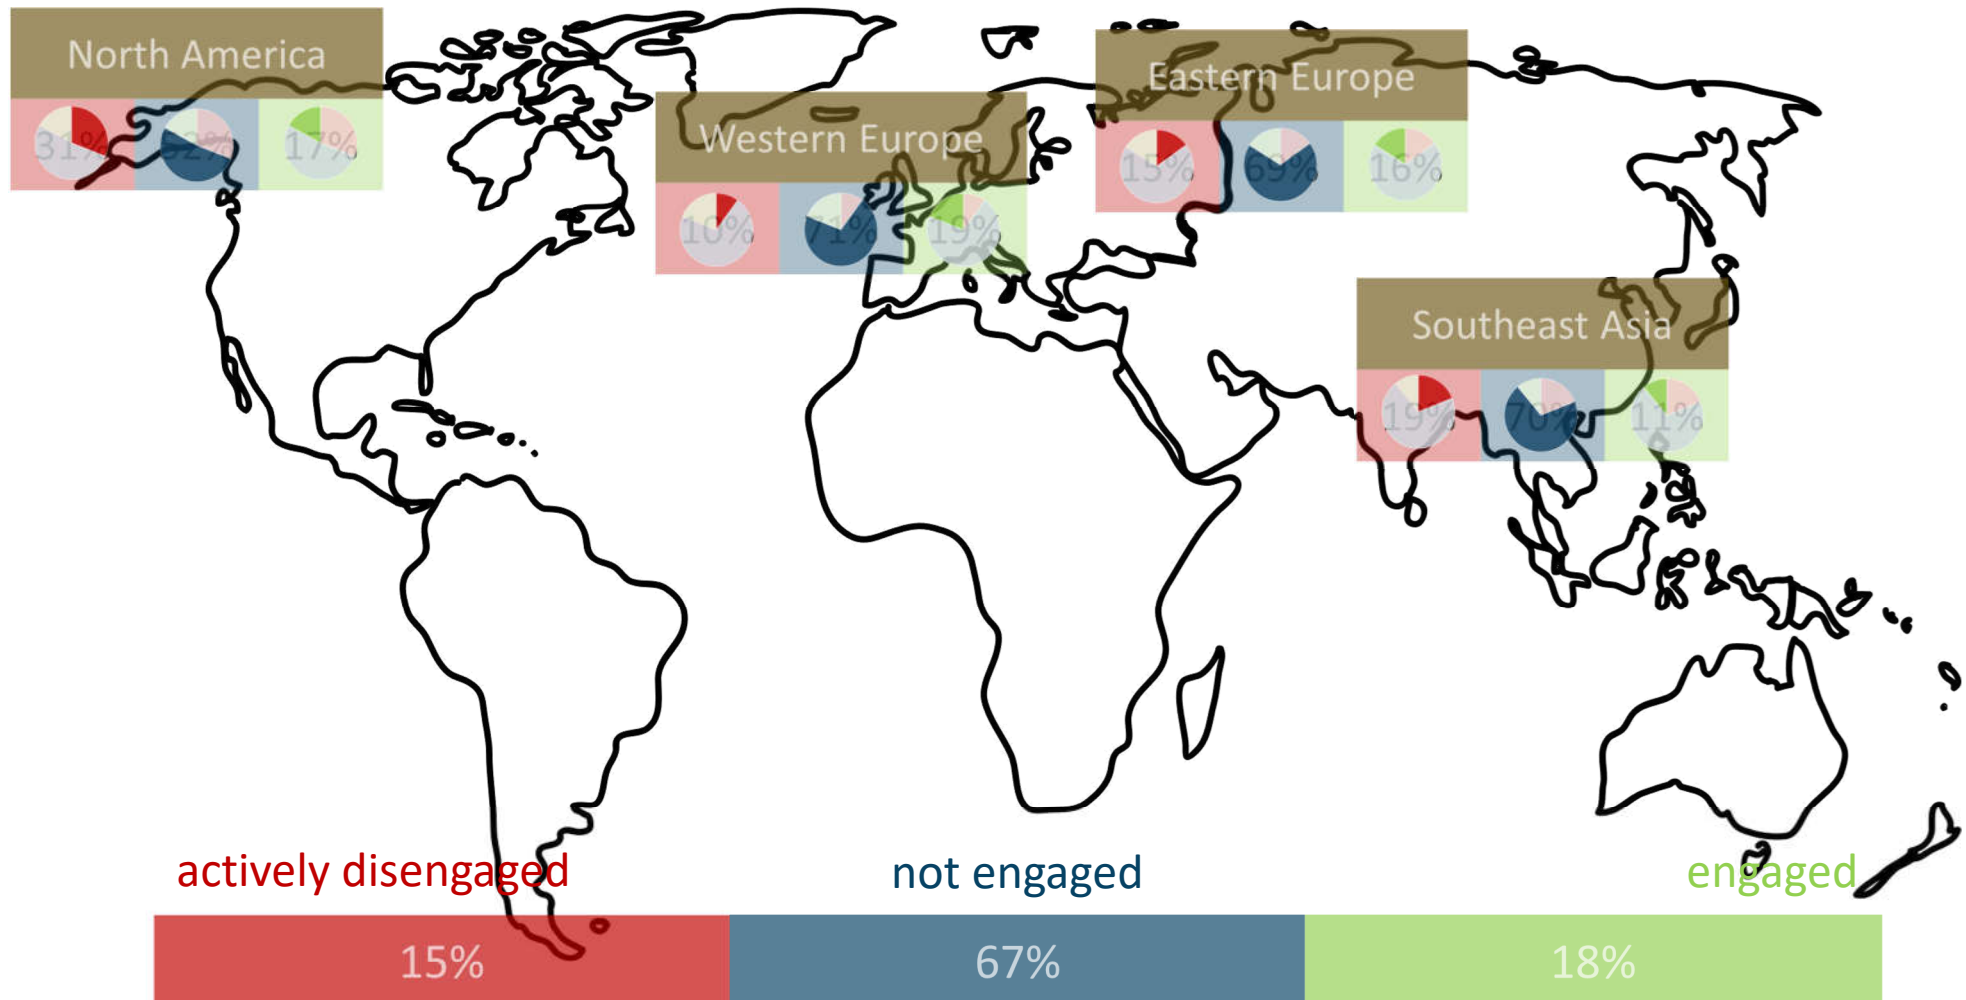 North America
31% 52% 17%
Western Europe
10% 71% 19%
Eastern Europe
15% 69% 16%
Southeast Asia
19% 70% 11%
actively disengaged not engaged engaged
15% 67% 18%